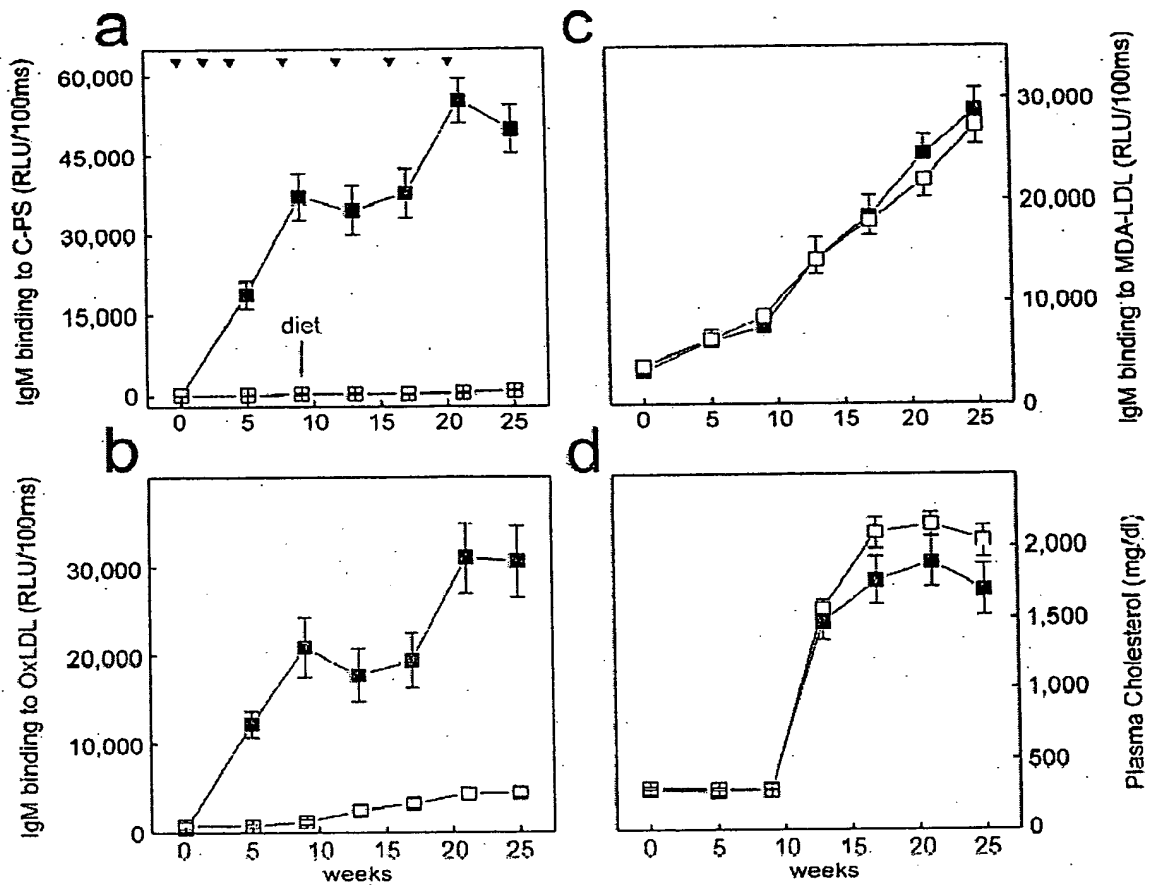 a
IgM binding to C-PS (RLU/100ms)
60,000
45,000
30,000
15,000
0
diet
0 5 10 15 20 25
c
IgM binding to MDA-LDL (RLU/100ms)
30,000
20,000
10,000
0
0 5 10 15 20 25
b
IgM binding to OxLDL (RLU/100ms)
30,000
20,000
10,000
0
0 5 10 15 20 25
weeks
d
Plasma Cholesterol (mg/dl)
2,000
1,500
1,000
500
0
0 5 10 15 20 25
weeks